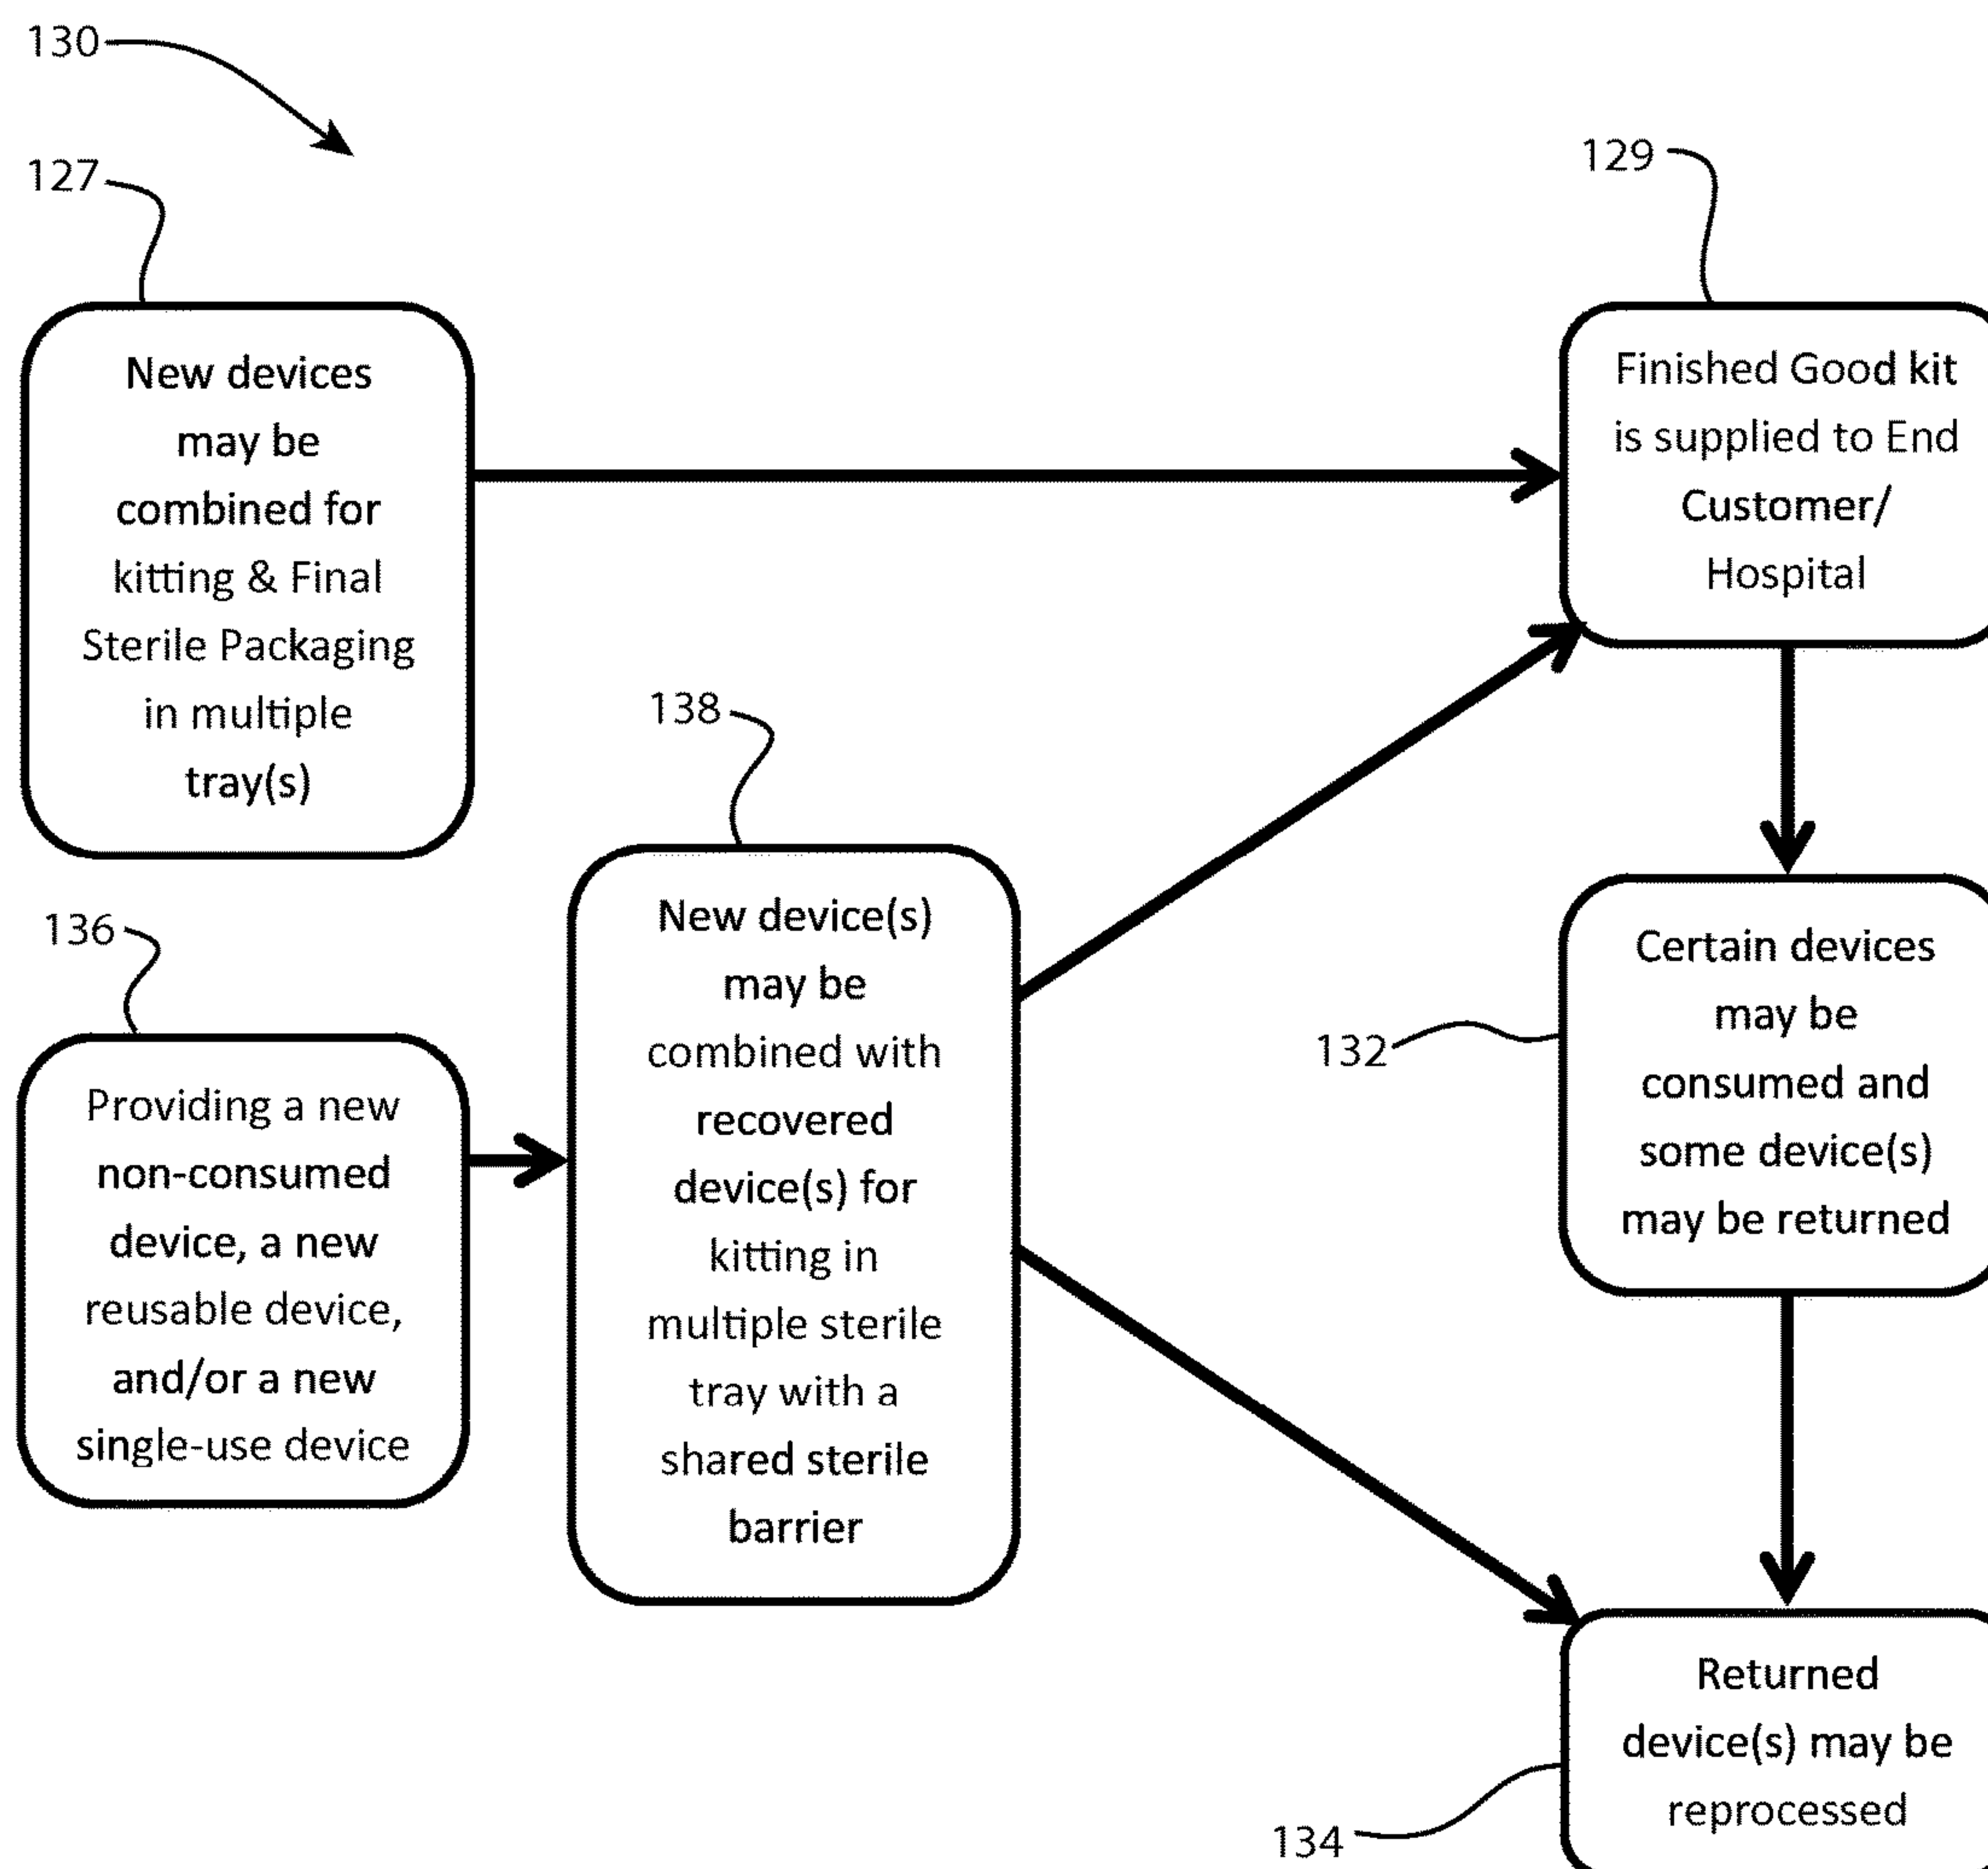 130
127
New devices
may be
combined for
kitting & Final
Sterile Packaging
in multiple
tray(s)
129
Finished Good kit
is supplied to End
Customer/
Hospital
138
New device(s)
may be
combined with
recovered
device(s) for
kitting in
multiple sterile
tray with a
shared sterile
barrier
136
Providing a new
non-consumed
device, a new
reusable device,
and/or a new
single-use device
132
Certain devices
may be
consumed and
some device(s)
may be returned
134
Returned
device(s) may be
reprocessed